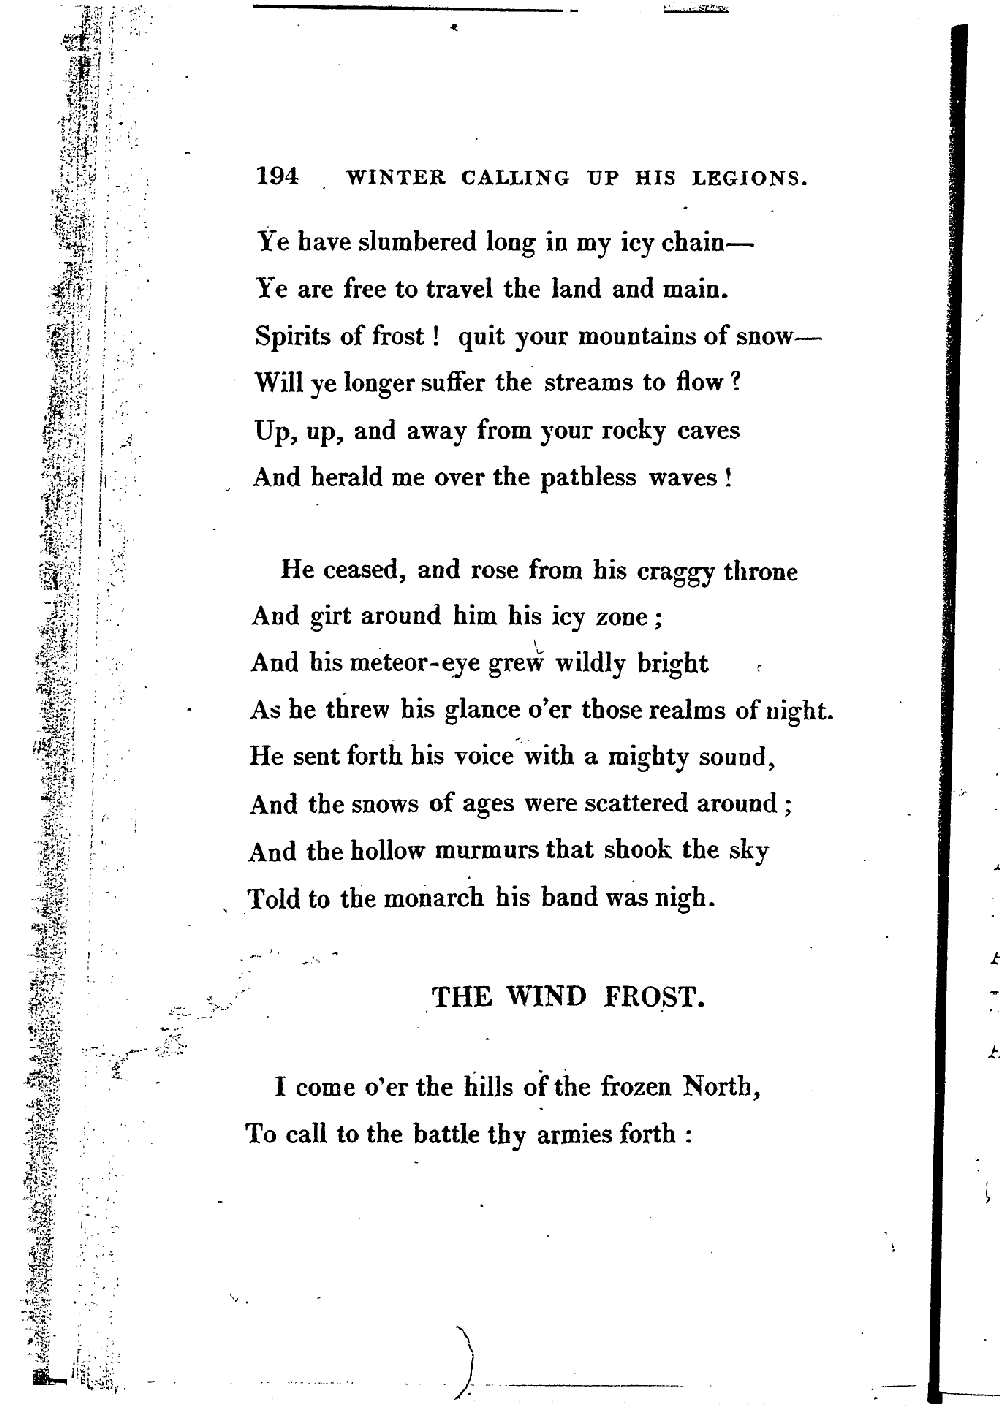 194 WINTER CALLING UP HIS LEGIONS.
Ye have slumbered long in my icy chain—
Ye are free to travel the land and main.
Spirits of frost ! quit your mountains of snow—
Will ye longer suffer the streams to flow ?
Up, up, and away from your rocky caves
And herald me over the pathless waves !
He ceased, and rose from his craggy throne
And girt around him his icy zone ;
And his meteor-eye grew wildly bright
As he threw his glance o'er those realms of night.
He sent forth his voice with a mighty sound,
And the snows of ages were scattered around ;
And the hollow murmurs that shook the sky
Told to the monarch his band was nigh.
THE WIND FROST.
I come o'er the hills of the frozen North,
To call to the battle thy armies forth :